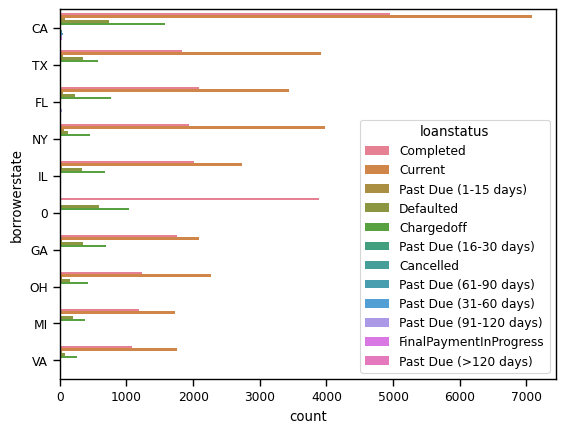 CA
TX
FL
NY
IL
0
GA
OH
MI
VA
borrowerstate
0 1000 2000 3000 4000 5000 6000 7000
count
loanstatus
Completed
Current
Past Due (1-15 days)
Defaulted
Chargedoff
Past Due (16-30 days)
Cancelled
Past Due (61-90 days)
Past Due (31-60 days)
Past Due (91-120 days)
FinalPaymentInProgress
Past Due (>120 days)